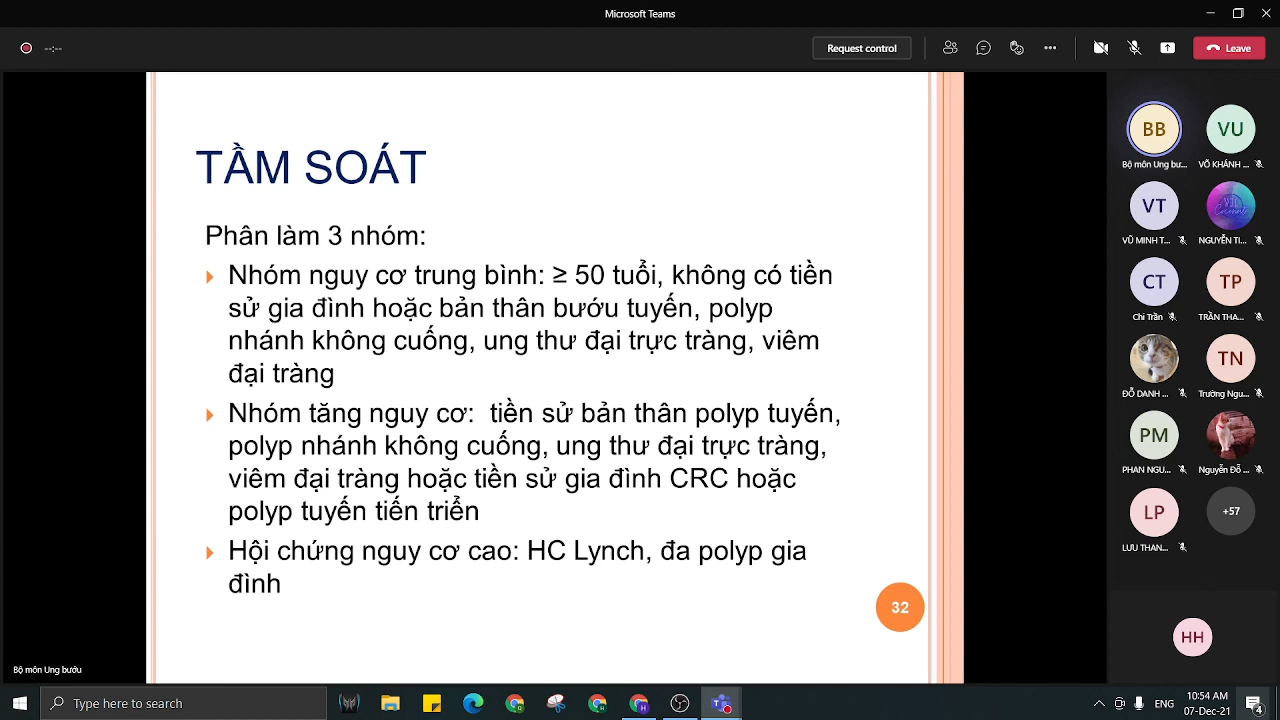 Microsoft Teams
--:--
Request control
Leave
TẦM SOÁT
Phân làm 3 nhóm:
Nhóm nguy cơ trung bình: ≥ 50 tuổi, không có tiền
sử gia đình hoặc bản thân bướu tuyến, polyp
nhánh không cuống, ung thư đại trực tràng, viêm
đại tràng
Nhóm tăng nguy cơ: tiền sử bản thân polyp tuyến,
polyp nhánh không cuống, ung thư đại trực tràng,
viêm đại tràng hoặc tiền sử gia đình CRC hoặc
polyp tuyến tiến triển
Hội chứng nguy cơ cao: HC Lynch, đa polyp gia
đình
32
Bộ môn Ung bướu
BB
VU
Bộ môn Ung bu...
VÕ KHÁNH ...
VT
VŨ MINH T...
NGUYỄN TI...
CT
TP
Chi Trần
TRẦN THA...
TN
ĐỖ DANH ...
Trương Ng...
PM
PHAN NGU...
Nguyễn Đỗ ...
LP
+57
LƯU THAN...
HH
Type here to search
ENG
10:54 AM
07-Dec-21
4